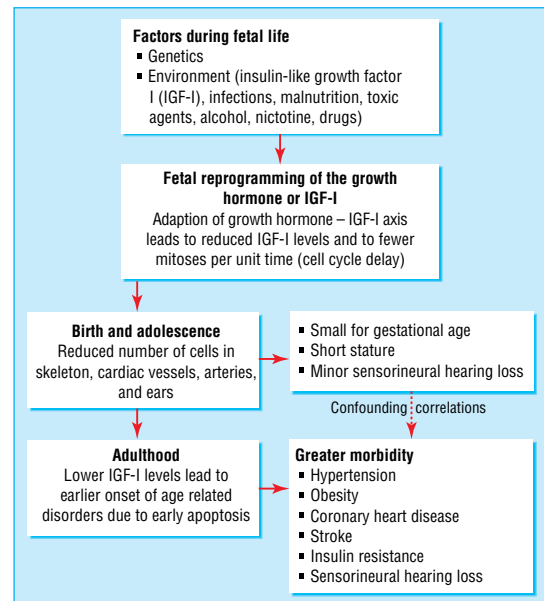 Factors during fetal life
▪ Genetics
▪ Environment (insulin-like growth factor
I (IGF-I), infections, malnutrition, toxic
agents, alcohol, nictotine, drugs)
Fetal reprogramming of the growth
hormone or IGF-I
Adaption of growth hormone – IGF-I axis
leads to reduced IGF-I levels and to fewer
mitoses per unit time (cell cycle delay)
Birth and adolescence
Reduced number of cells in
skeleton, cardiac vessels, arteries,
and ears
▪ Small for gestational age
▪ Short stature
▪ Minor sensorineural hearing loss
Confounding correlations
Adulthood
Lower IGF-I levels lead to
earlier onset of age related
disorders due to early apoptosis
Greater morbidity
▪ Hypertension
▪ Obesity
▪ Coronary heart disease
▪ Stroke
▪ Insulin resistance
▪ Sensorineural hearing loss